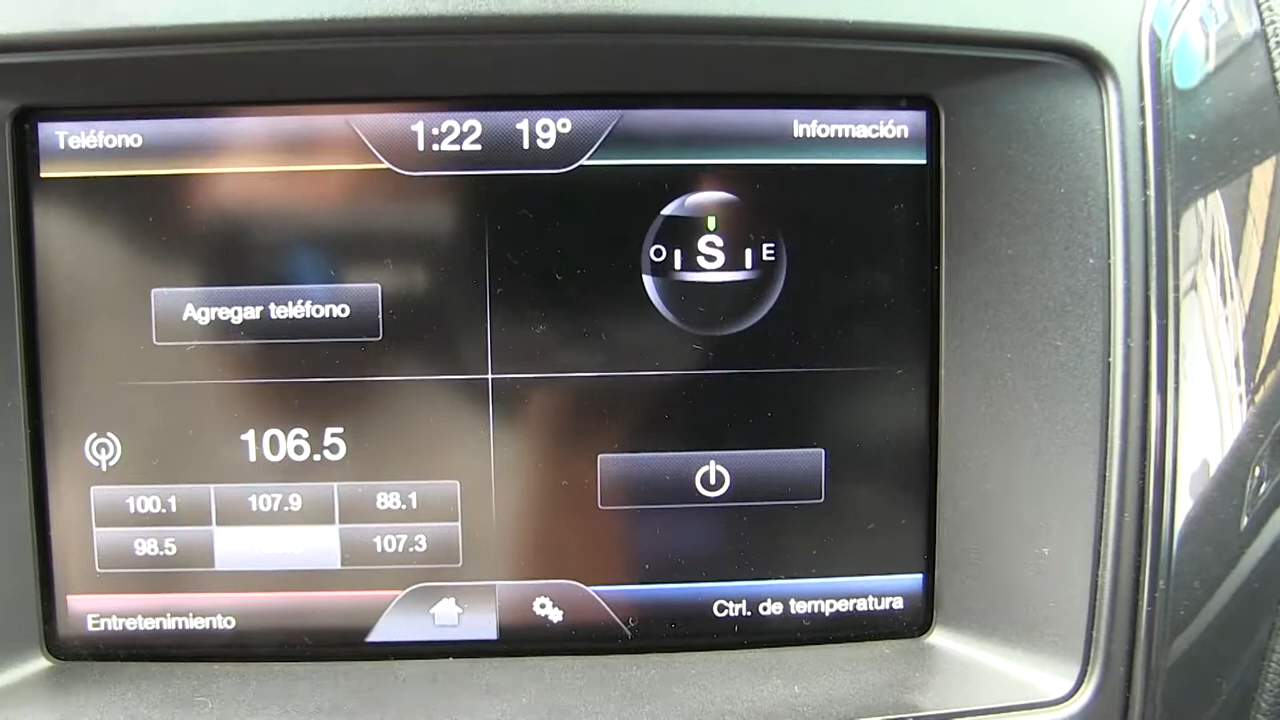 Teléfono
1:22 19°
Información
O S E
Agregar teléfono
106.5
100.1 107.9 88.1
98.5 107.3
Entretenimiento
Ctrl. de temperatura